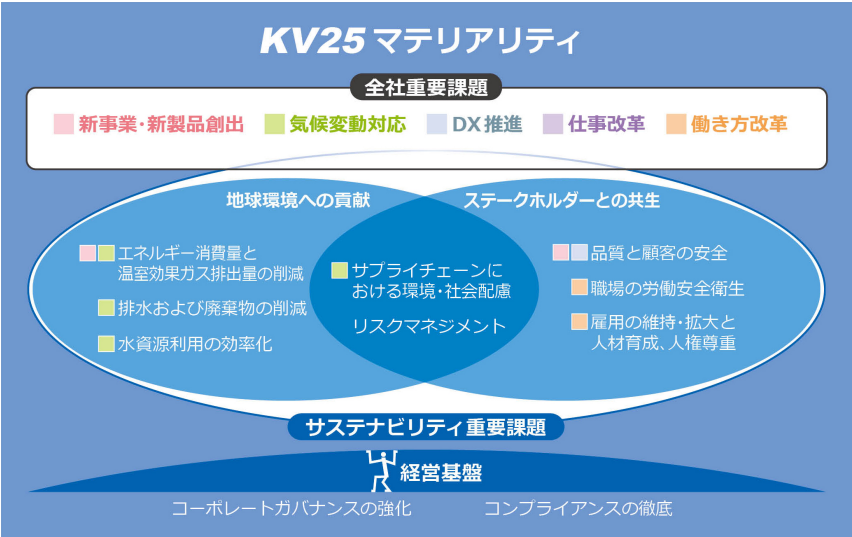 KV25 マテリアリティ
全社重要課題
新事業・新製品創出 気候変動対応 DX 推進 仕事改革 働き方改革
地球環境への貢献
エネルギー消費量と
温室効果ガス排出量の削減
排水および廃棄物の削減
水資源利用の効率化
サプライチェーンに
おける環境・社会配慮
リスクマネジメント
ステークホルダーとの共生
品質と顧客の安全
職場の労働安全衛生
雇用の維持・拡大と
人材育成、人権尊重
サステナビリティ重要課題
経営基盤
コーポレートガバナンスの強化 コンプライアンスの徹底